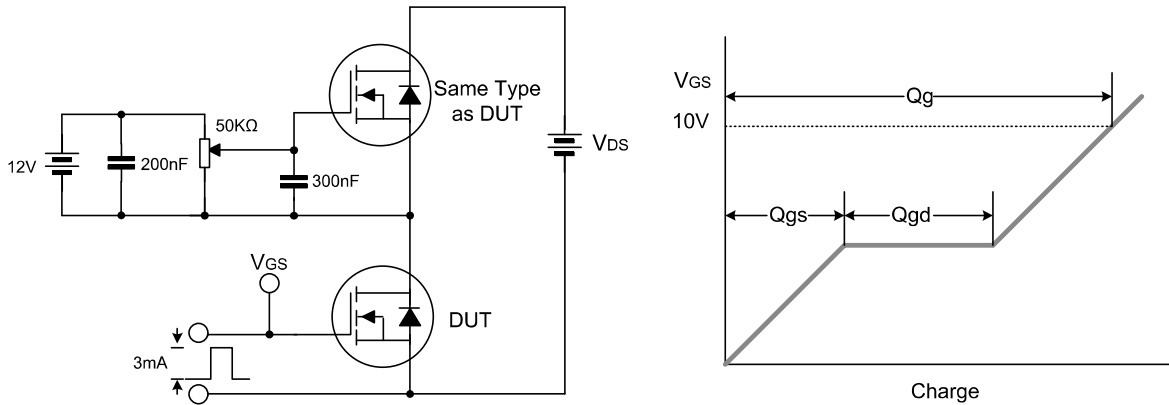 Same Type
as DUT
50KΩ
12V
200nF
300nF
VDS
VGS
DUT
3mA
VGS
Qg
10V
Qgs
Qgd
Charge